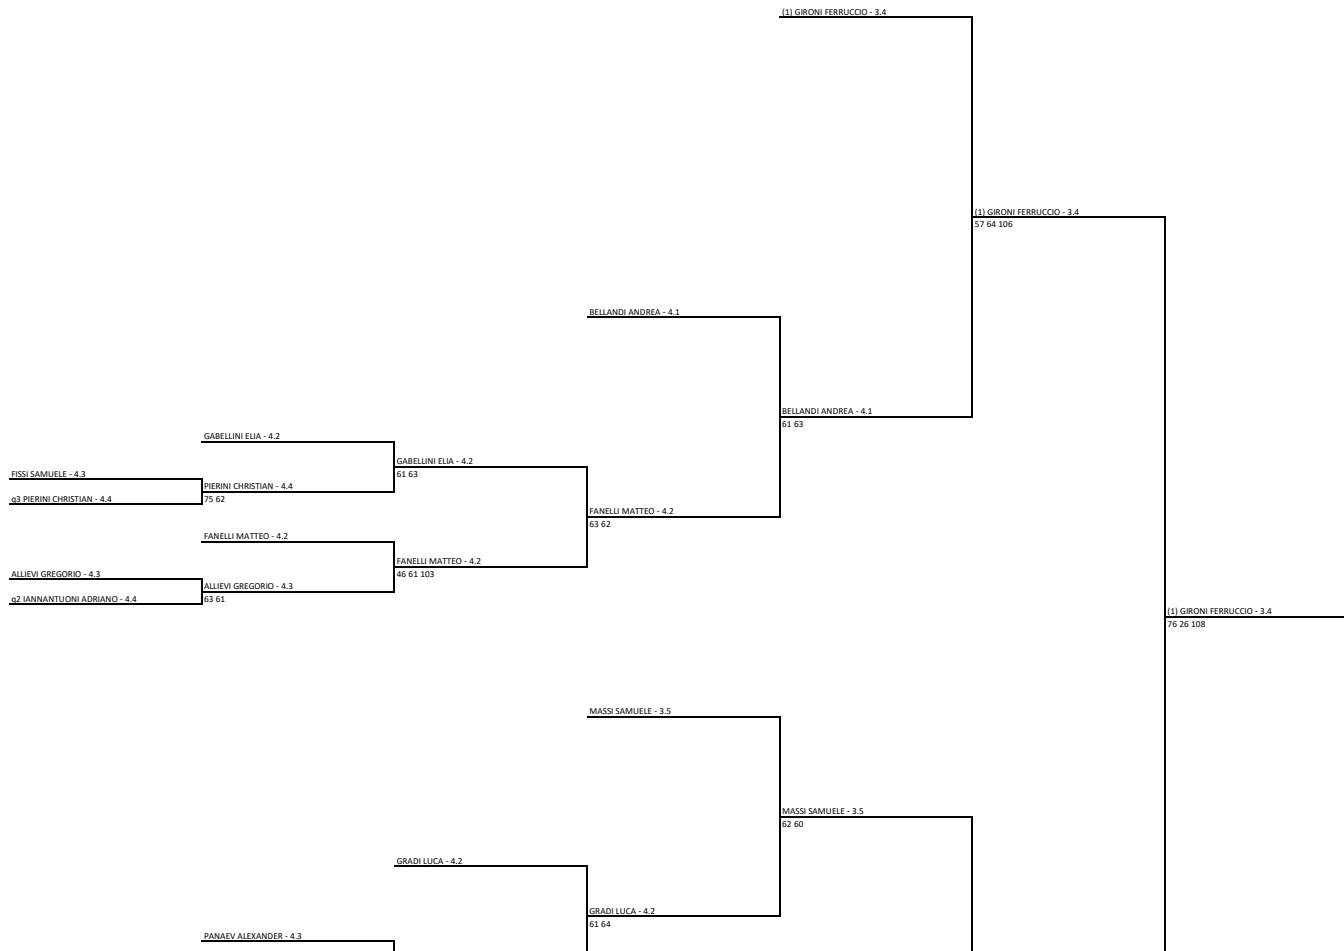 (1) GIRONI FERRUCCIO - 3.4
(1) GIRONI FERRUCCIO - 3.4
57 64 106
BELLANDI ANDREA - 4.1
BELLANDI ANDREA - 4.1
61 63
GABELLINI ELIA - 4.2
GABELLINI ELIA - 4.2
61 63
FISSI SAMUELE - 4.3
PIERINI CHRISTIAN - 4.4
75 62
q3 PIERINI CHRISTIAN - 4.4
FANELLI MATTEO - 4.2
63 62
FANELLI MATTEO - 4.2
FANELLI MATTEO - 4.2
46 61 103
ALLIEVI GREGORIO - 4.3
ALLIEVI GREGORIO - 4.3
63 61
q2 IANNANTUONI ADRIANO - 4.4
(1) GIRONI FERRUCCIO - 3.4
76 26 108
MASSI SAMUELE - 3.5
MASSI SAMUELE - 3.5
62 60
GRADI LUCA - 4.2
GRADI LUCA - 4.2
61 64
PANAEV ALEXANDER - 4.3